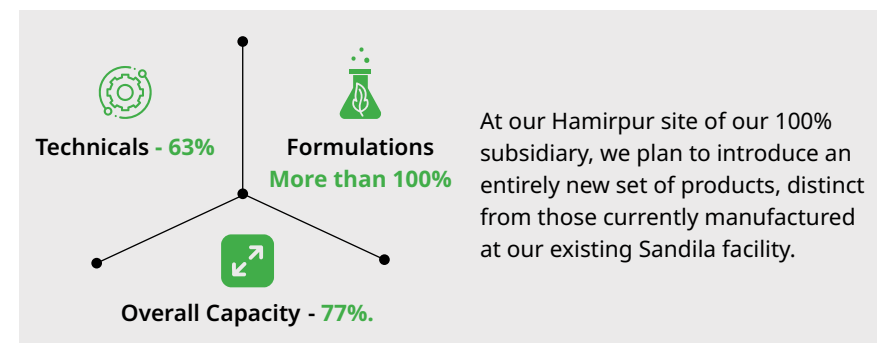 Technicals - 63%
Formulations
More than 100%
Overall Capacity - 77%.
At our Hamirpur site of our 100%
subsidiary, we plan to introduce an
entirely new set of products, distinct
from those currently manufactured
at our existing Sandila facility.